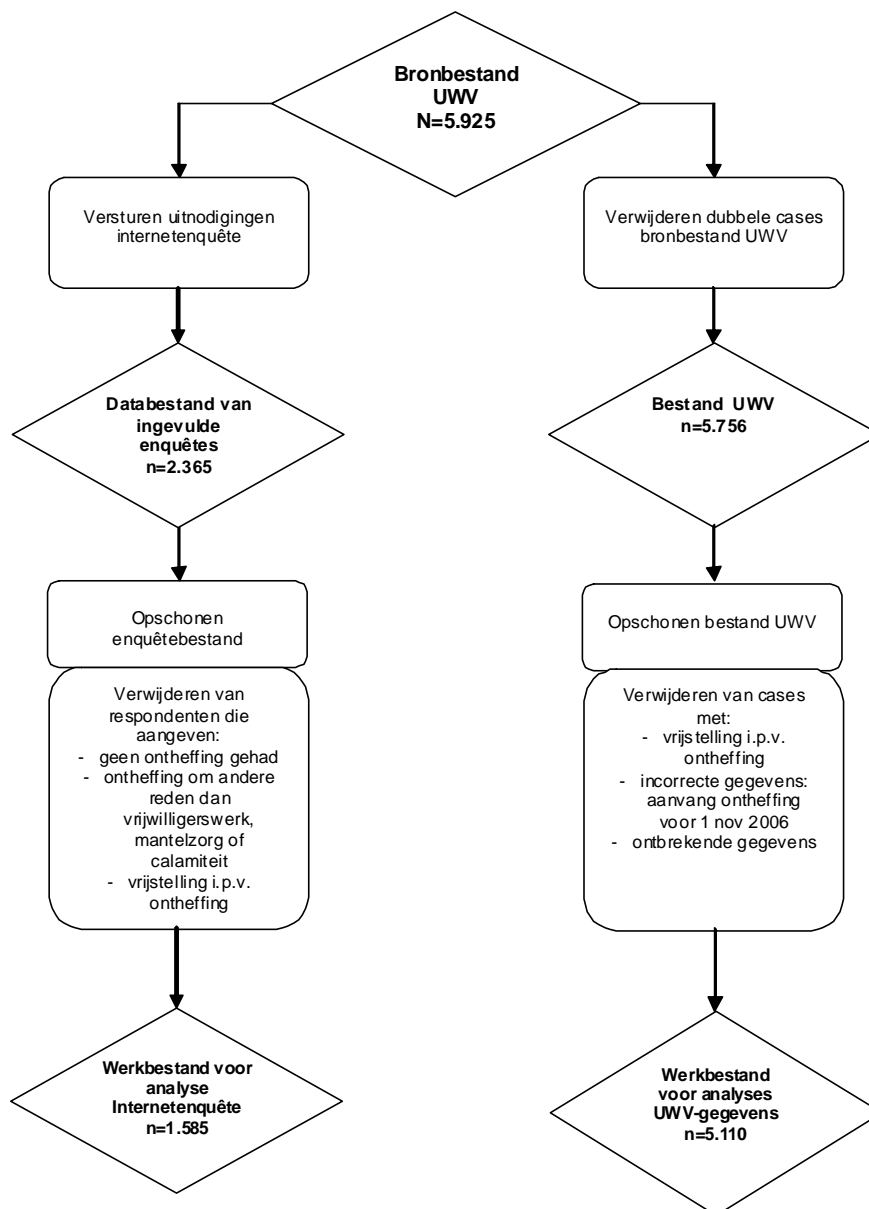 Bronbestand
UWV
N=5.925
Versturen uitnodigingen
internetenquête
Verwijderen dubbele cases
bronbestand UWV
Databestand van
ingevulde
enquêtes
n=2.365
Bestand UWV
n=5.756
Opschonen
enquêtebestand
Opschonen bestand UWV
Verwijderen van
respondenten die
aangeven:
- geen ontheffing gehad
- ontheffing om andere
reden dan
vrijwilligerswerk,
mantelzorg of
calamiteit
- vrijstelling i.p.v.
ontheffing
Verwijderen van cases
met:
- vrijstelling i.p.v.
ontheffing
- incorrecte gegevens:
aanvang ontheffing
voor 1 nov 2006
- ontbrekende gegevens
Werkbestand voor
analyse
Internetenquête
n=1.585
Werkbestand
voor analyses
UWV-gegevens
n=5.110